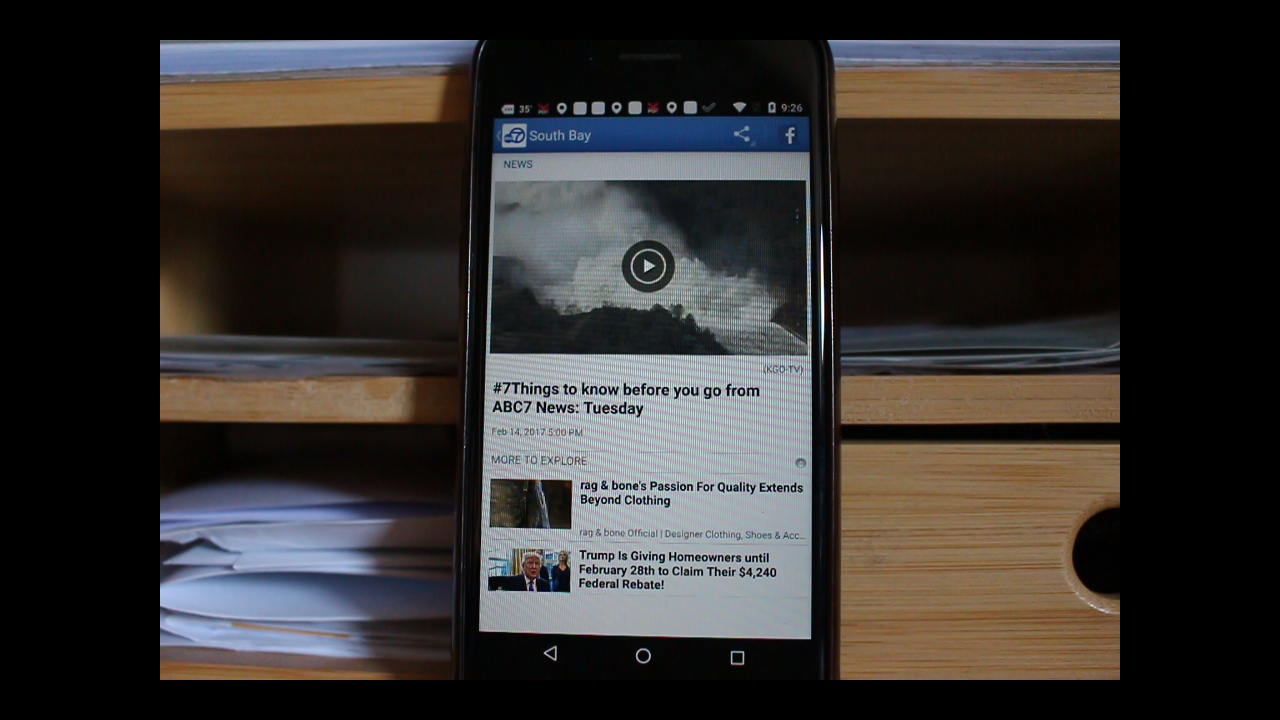 35°
9:26
7 South Bay
f
NEWS
(KGO-TV)
#7Things to know before you go from
ABC7 News: Tuesday
Feb 14, 2017 5:00 PM
MORE TO EXPLORE
rag & bone's Passion For Quality Extends
Beyond Clothing
rag & bone Official | Designer Clothing, Shoes & Acc...
Trump Is Giving Homeowners until
February 28th to Claim Their $4,240
Federal Rebate!